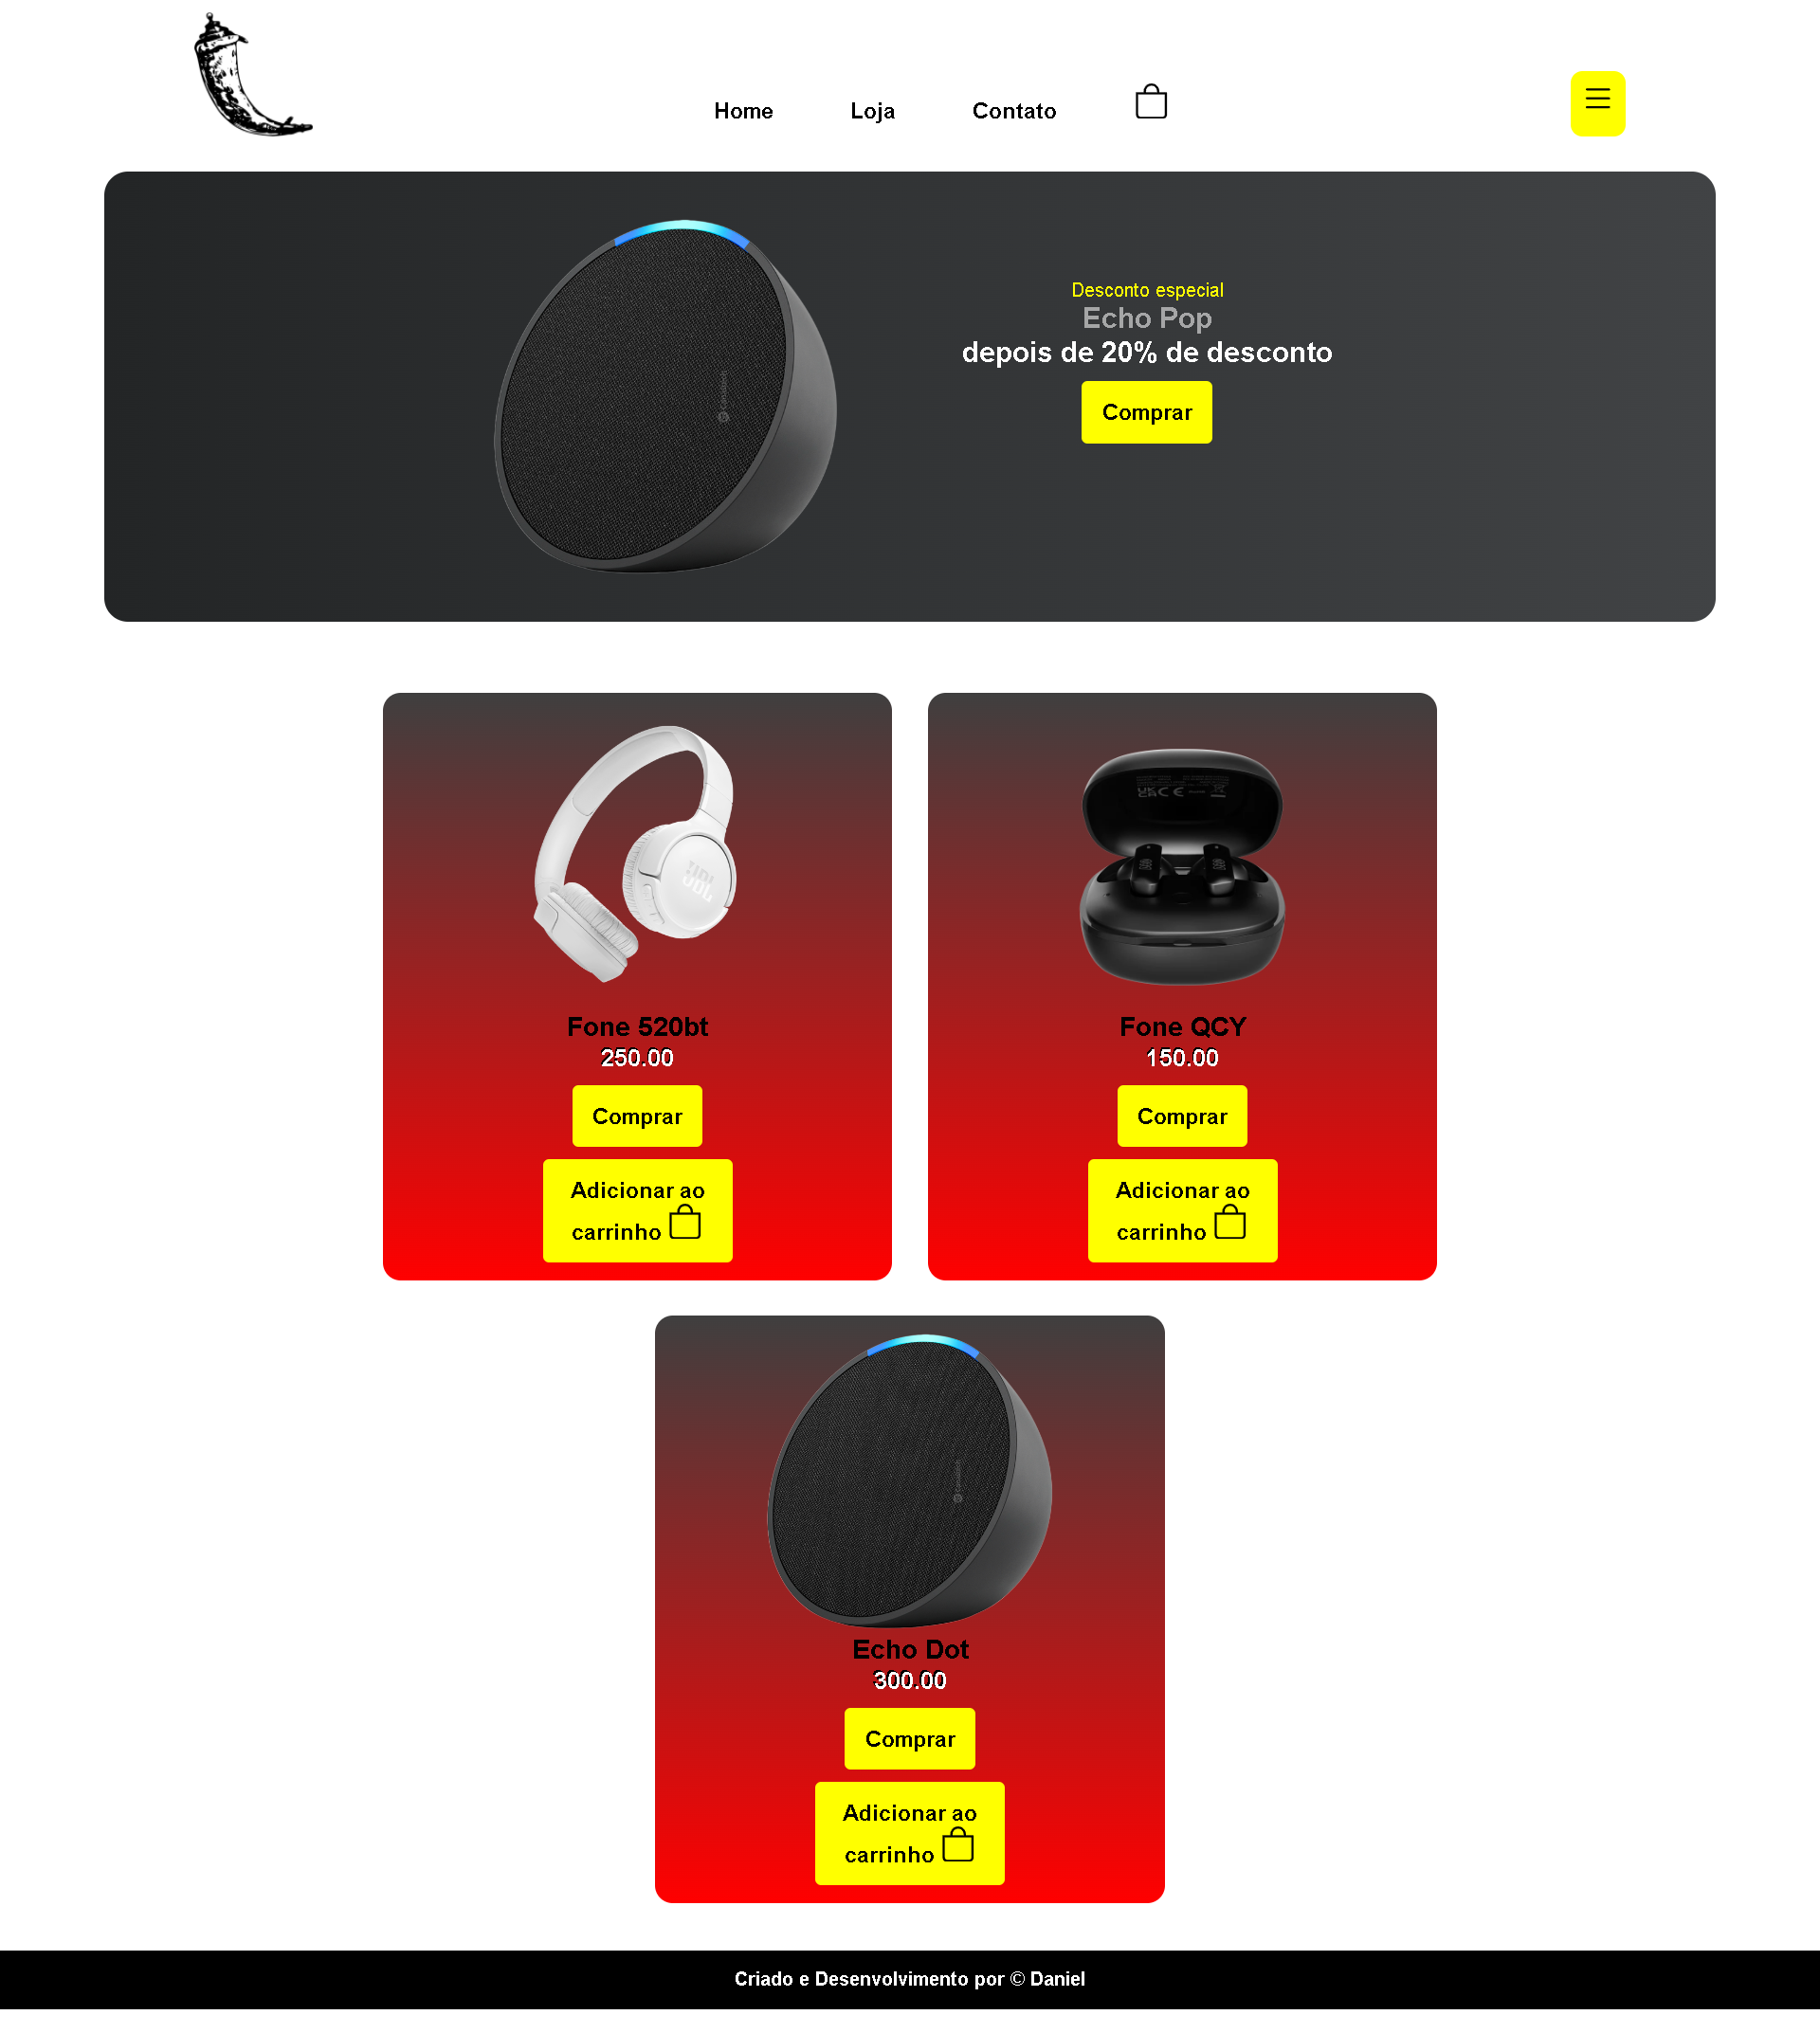 Home
Loja
Contato
Desconto especial
Echo Pop
depois de 20% de desconto
Comprar
JBL
Fone 520bt
250.00
Comprar
Adicionar ao
carrinho
Fone QCY
150.00
Comprar
Adicionar ao
carrinho
Echo Dot
300.00
Comprar
Adicionar ao
carrinho
Criado e Desenvolvimento por © Daniel